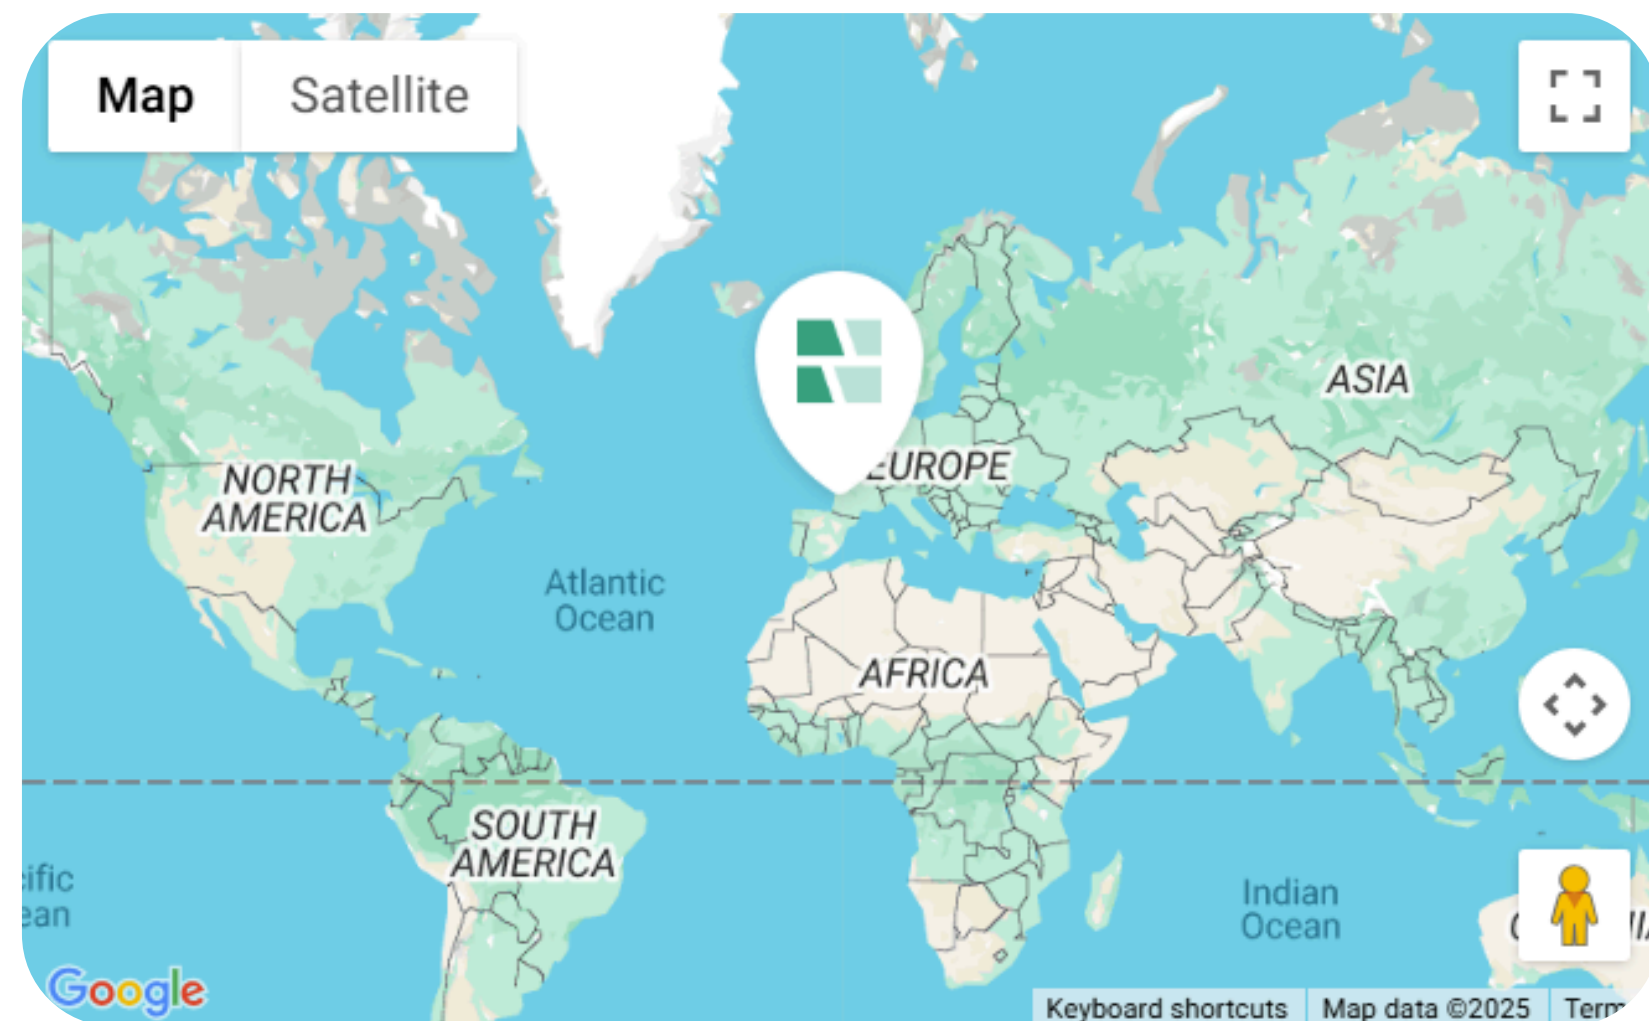 Map
Satellite
ASIA
EUROPE
NORTH
AMERICA
Atlantic
Ocean
AFRICA
SOUTH
AMERICA
Indian
Ocean
Google
Keyboard shortcuts
Map data ©2025